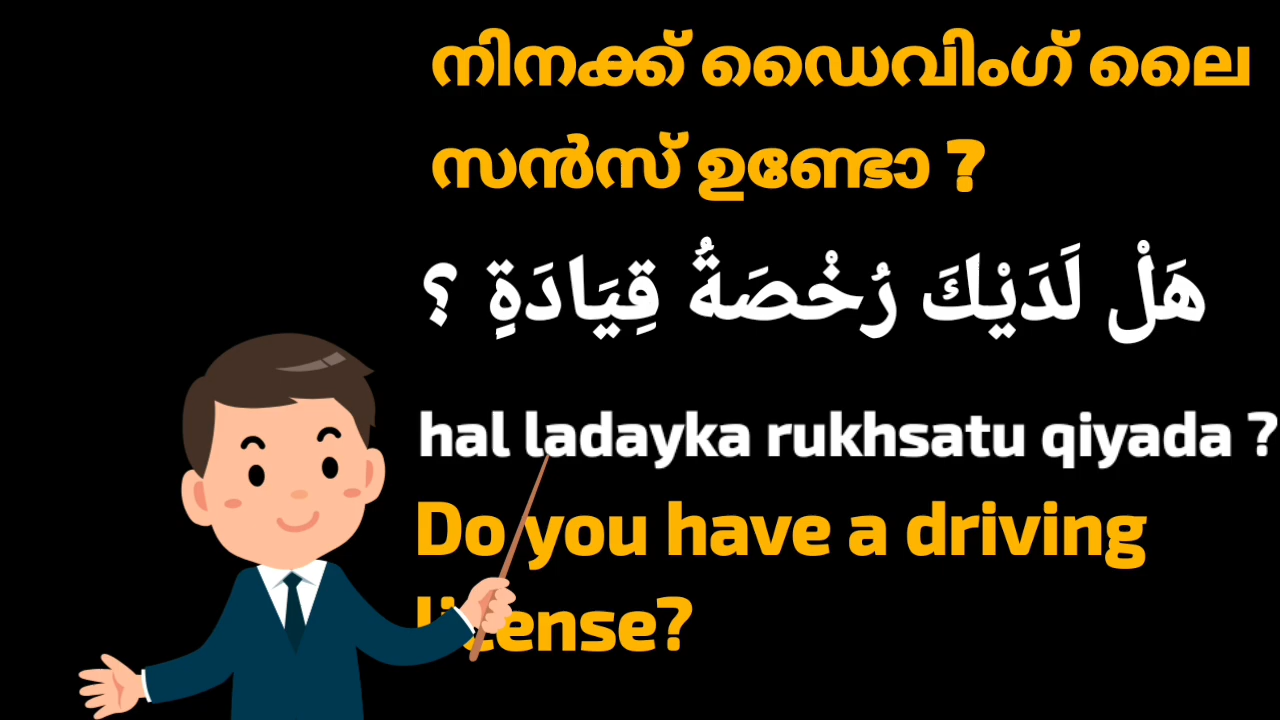 നിനക്ക് ഡൈവിംഗ് ലൈ
സൻസ് ഉണ്ടോ ?
هَلْ لَدَيْكَ رُخْصَةُ قِيَادَةٍ ؟
hal ladayka rukhsatu qiyada ?
Do you have a driving
license?